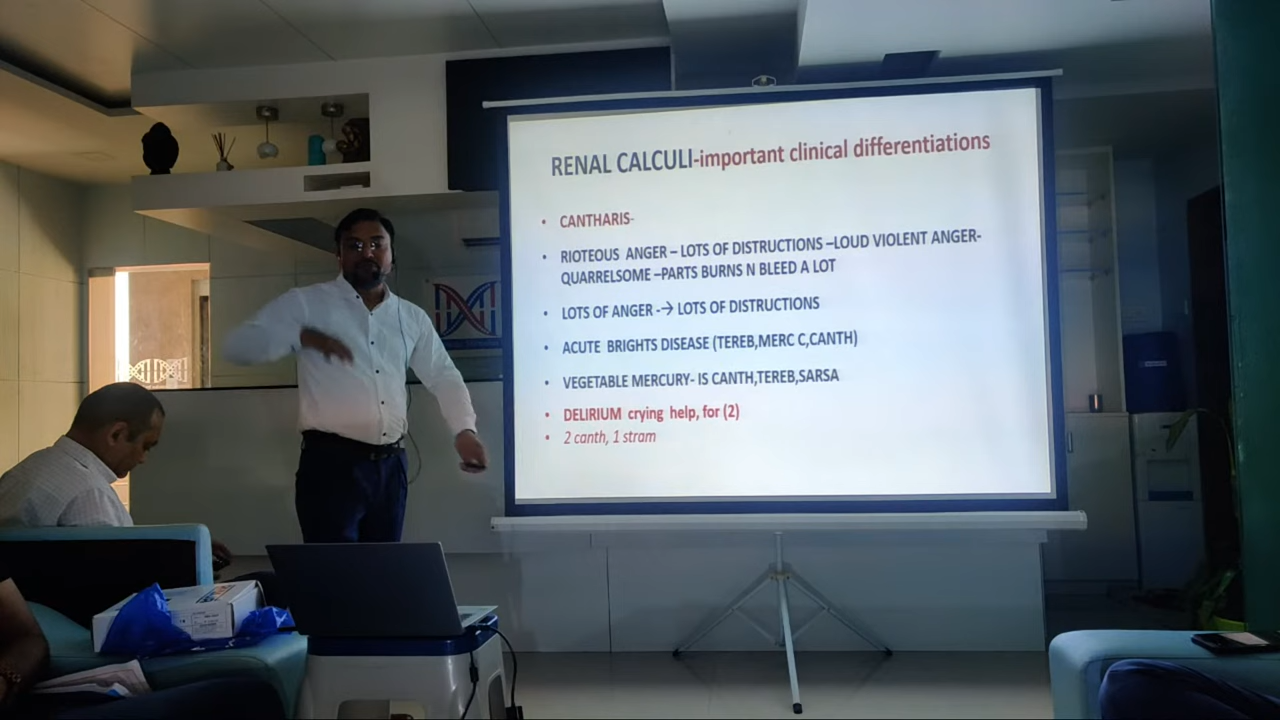 RENAL CALCULI-important clinical differentiations
• CANTHARIS-
• RIOTEOUS ANGER – LOTS OF DISTRUCTIONS –LOUD VIOLENT ANGER-
QUARRELSOME –PARTS BURNS N BLEED A LOT
• LOTS OF ANGER -→ LOTS OF DISTRUCTIONS
• ACUTE BRIGHTS DISEASE (TEREB,MERC C,CANTH)
• VEGETABLE MERCURY- IS CANTH,TEREB,SARSA
• DELIRIUM crying help, for (2)
• 2 canth, 1 stram